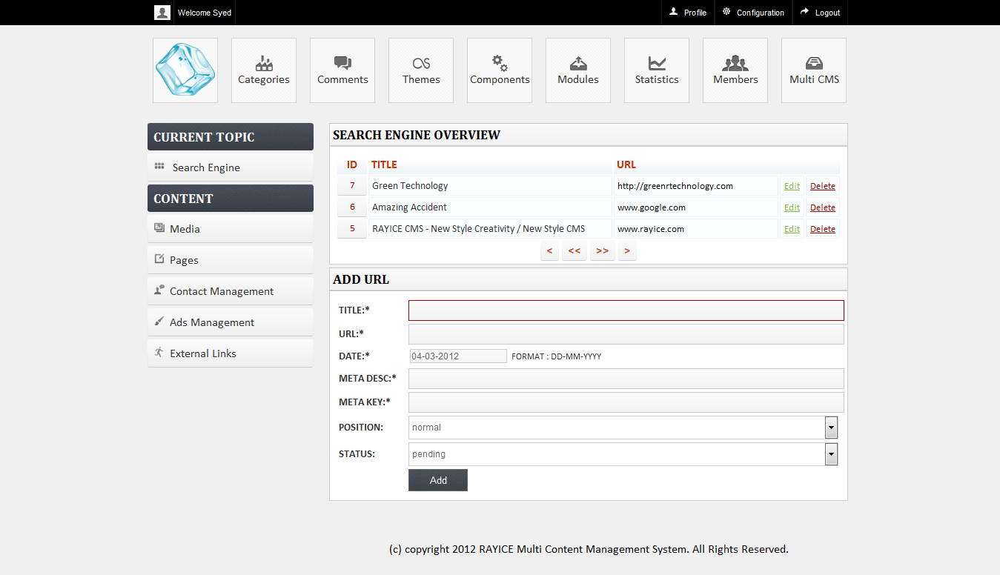 Welcome Syed Profile Configuration Logout
Categories Comments Themes Components Modules Statistics Members Multi CMS
CURRENT TOPIC
Search Engine
CONTENT
Media
Pages
Contact Management
Ads Management
External Links
SEARCH ENGINE OVERVIEW
ID TITLE URL
7 Green Technology http://greenrtechnology.com Edit Delete
6 Amazing Accident www.google.com Edit Delete
5 RAYICE CMS - New Style Creativity / New Style CMS www.rayice.com Edit Delete
< << >> >
ADD URL
TITLE:*
URL:*
DATE:* 04-03-2012 FORMAT : DD-MM-YYYY
META DESC:*
META KEY:*
POSITION: normal
STATUS: pending
Add
(c) copyright 2012 RAYICE Multi Content Management System. All Rights Reserved.